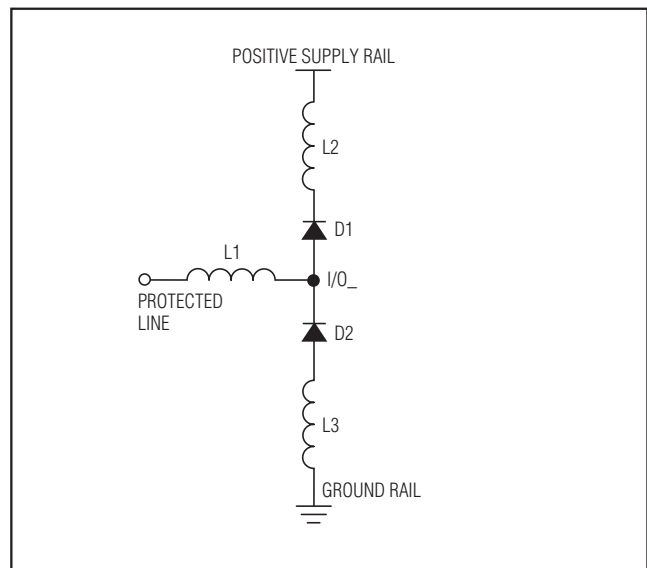 POSITIVE SUPPLY RAIL
L2
D1
L1
I/O_
PROTECTED
LINE
D2
L3
GROUND RAIL